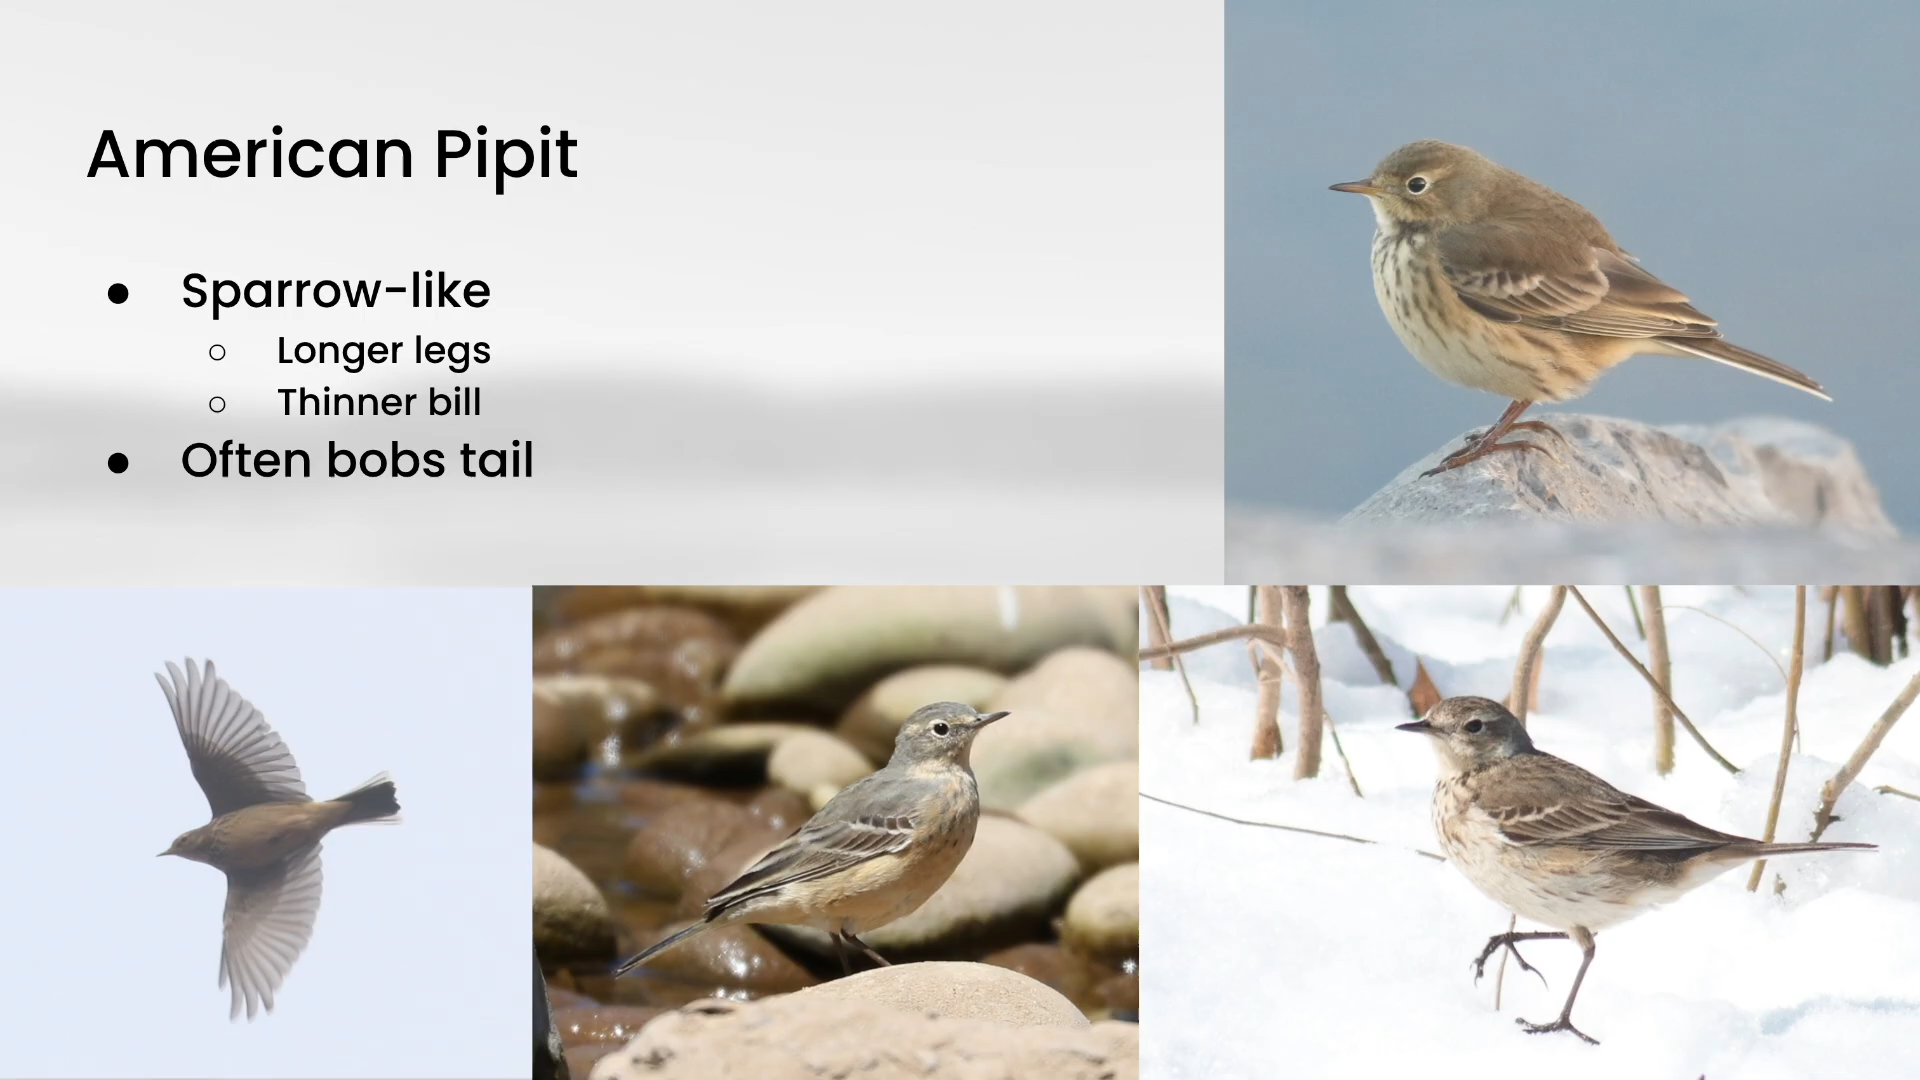 American Pipit
● Sparrow-like
○ Longer legs
○ Thinner bill
● Often bobs tail